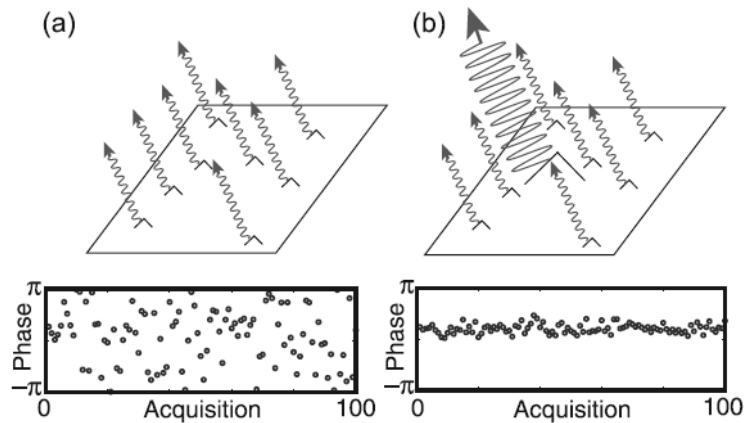 (a)
(b)
π
Phase
−π
0
Acquisition
100
π
Phase
−π
0
Acquisition
100